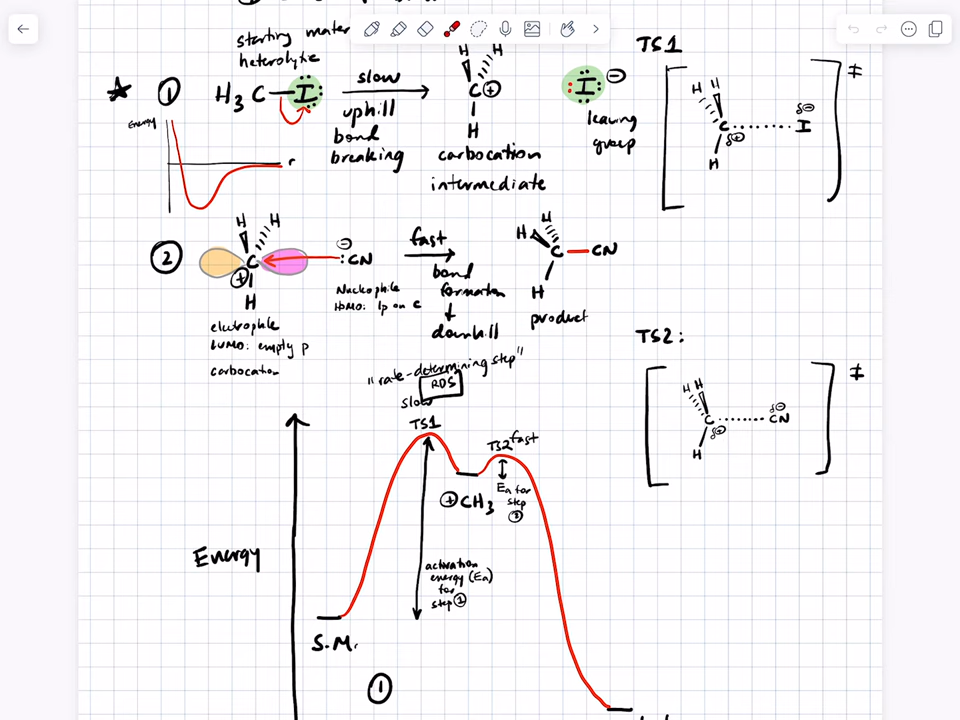 starting mater
heterolytic
TS1
① H₃C—I:
slow
uphill
bond
breaking
H H
C⊕
H
carbocation
intermediate
I ⊖
leaving
group
H H
C δ⊕ ........ I δ⊖
H
‡
Energy
r
②
H H
C
⊕
H
⊖
:CN
Nucleophile
HOMO: lp on C
electrophile
LUMO: empty p
carbocation
fast
bond
formation
+
downhill
H
H C—CN
H
product
TS2:
H H
C δ⊕ ........ CN δ⊖
H
‡
"rate-determining step"
RDS
slow
TS1
TS2 fast
⊕CH₃
Ea for
step
②
Energy
activation
energy (Ea)
for
step ①
S.M.
①